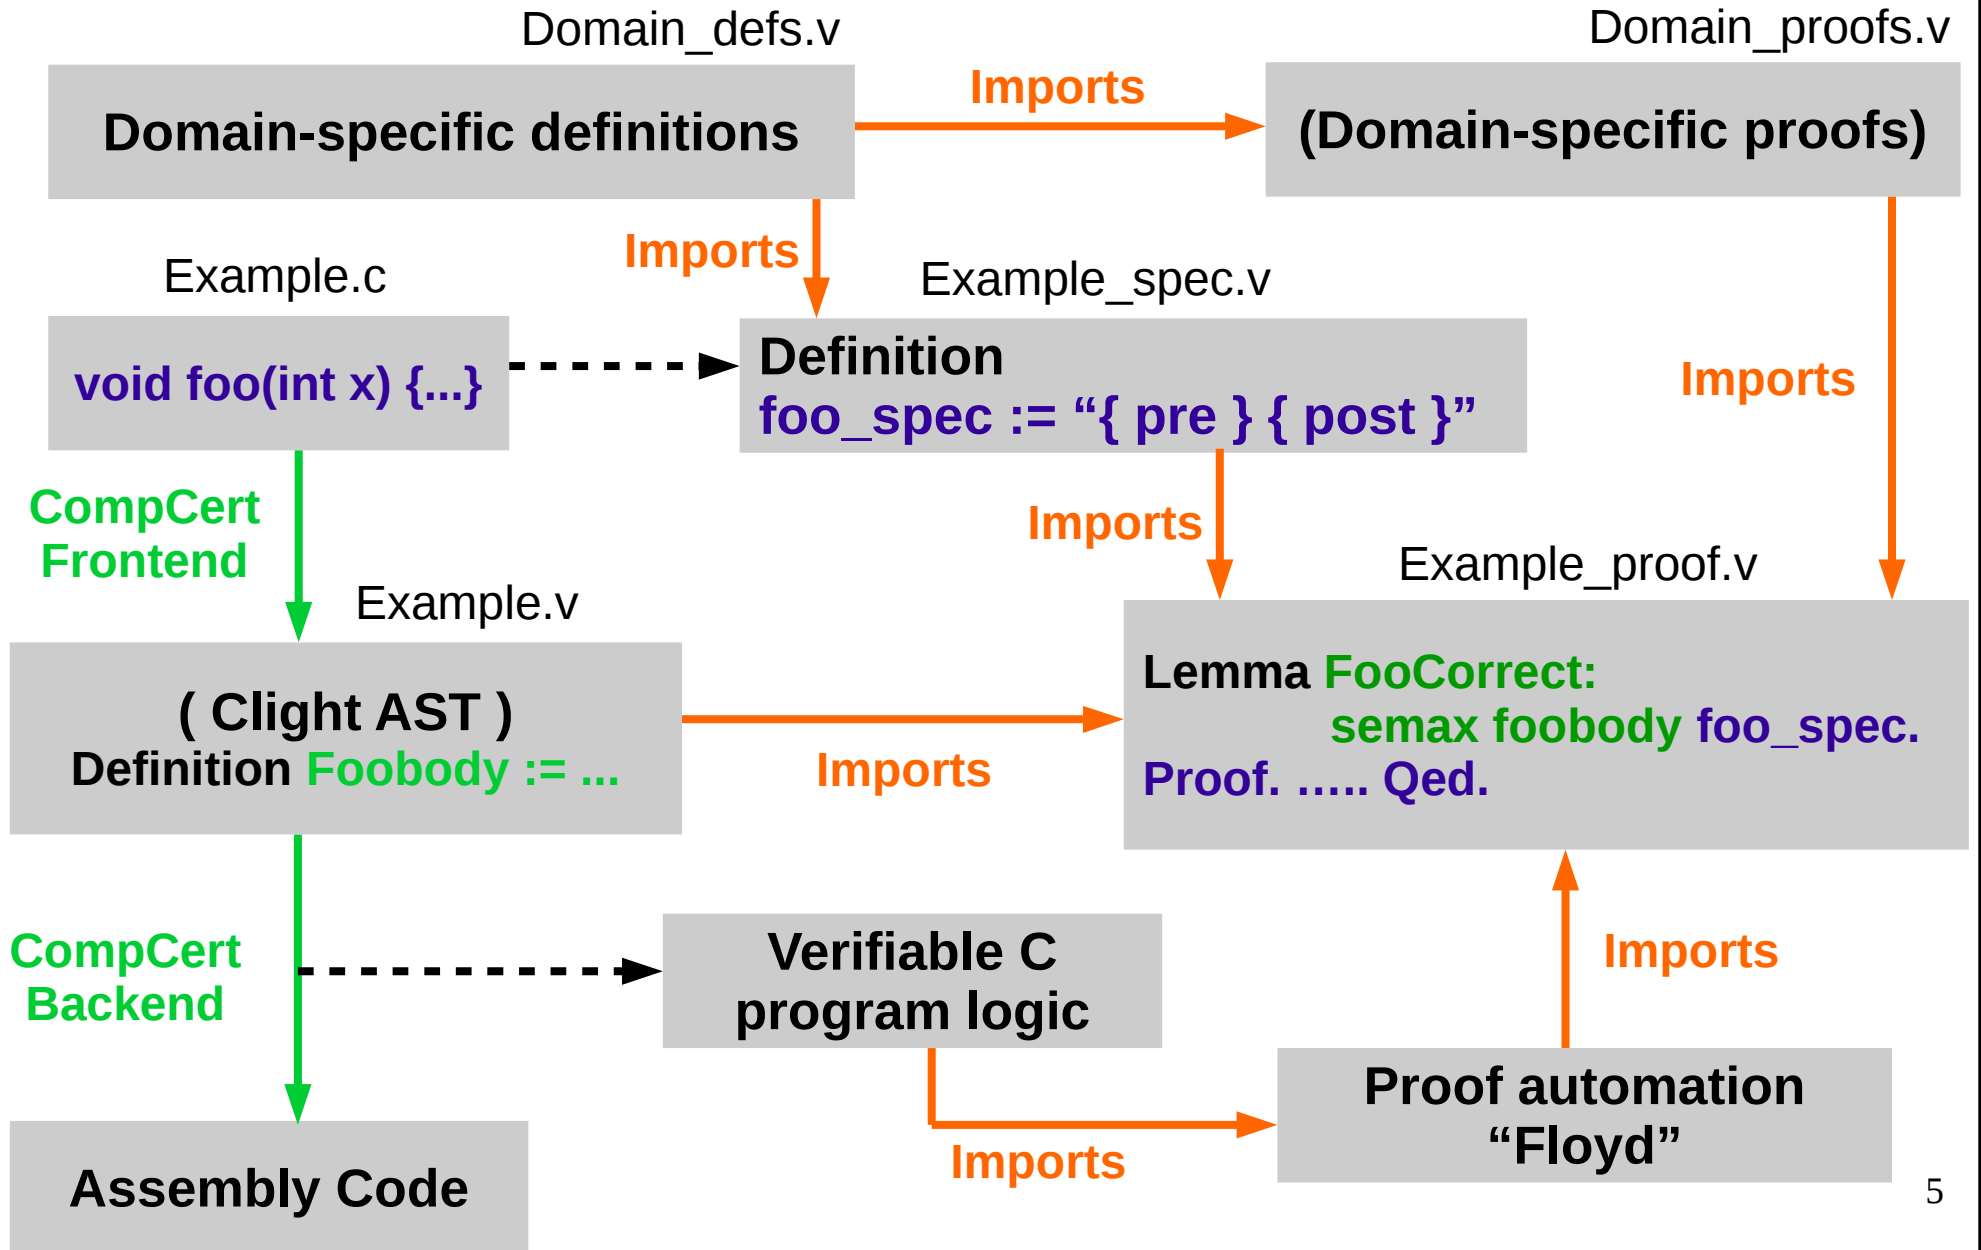 Domain_defs.v
Domain_proofs.v
Domain-specific definitions
Imports
(Domain-specific proofs)
Imports
Example.c
Example_spec.v
void foo(int x) {...}
Definition
foo_spec := “{ pre } { post }”
Imports
CompCert
Frontend
Imports
Example.v
Example_proof.v
( Clight AST )
Definition Foobody := ...
Imports
Lemma FooCorrect:
semax foobody foo_spec.
Proof. ….. Qed.
CompCert
Backend
Verifiable C
program logic
Imports
Proof automation
“Floyd”
Imports
Assembly Code
5